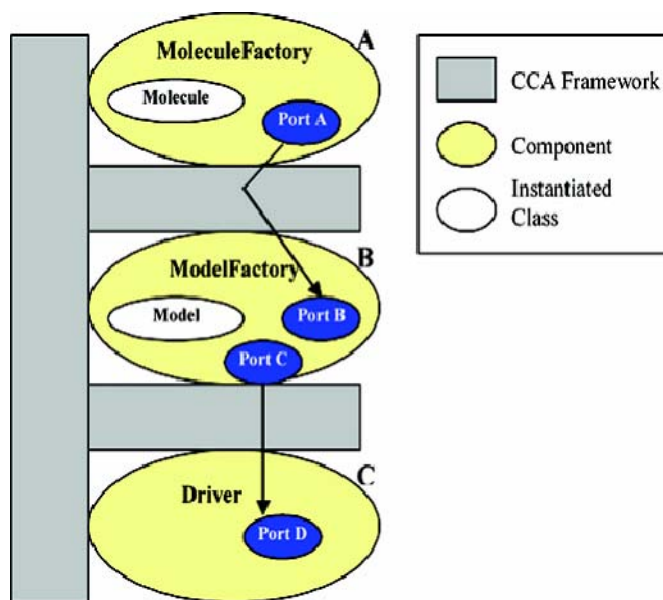 A
MoleculeFactory
Molecule
Port A
B
ModelFactory
Model
Port B
Port C
C
Driver
Port D
CCA Framework
Component
Instantiated
Class